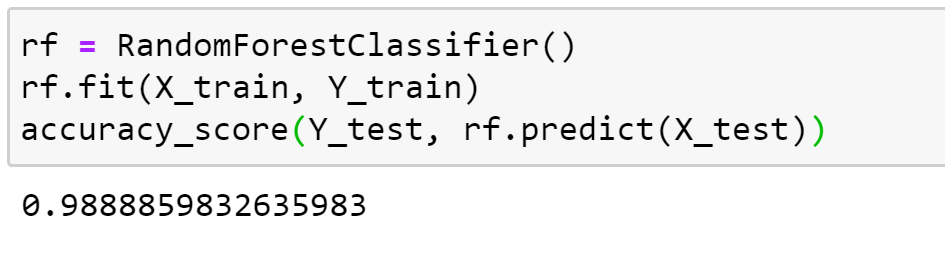 rf = RandomForestClassifier()
rf.fit(X_train, Y_train)
accuracy_score(Y_test, rf.predict(X_test))
0.9888859832635983